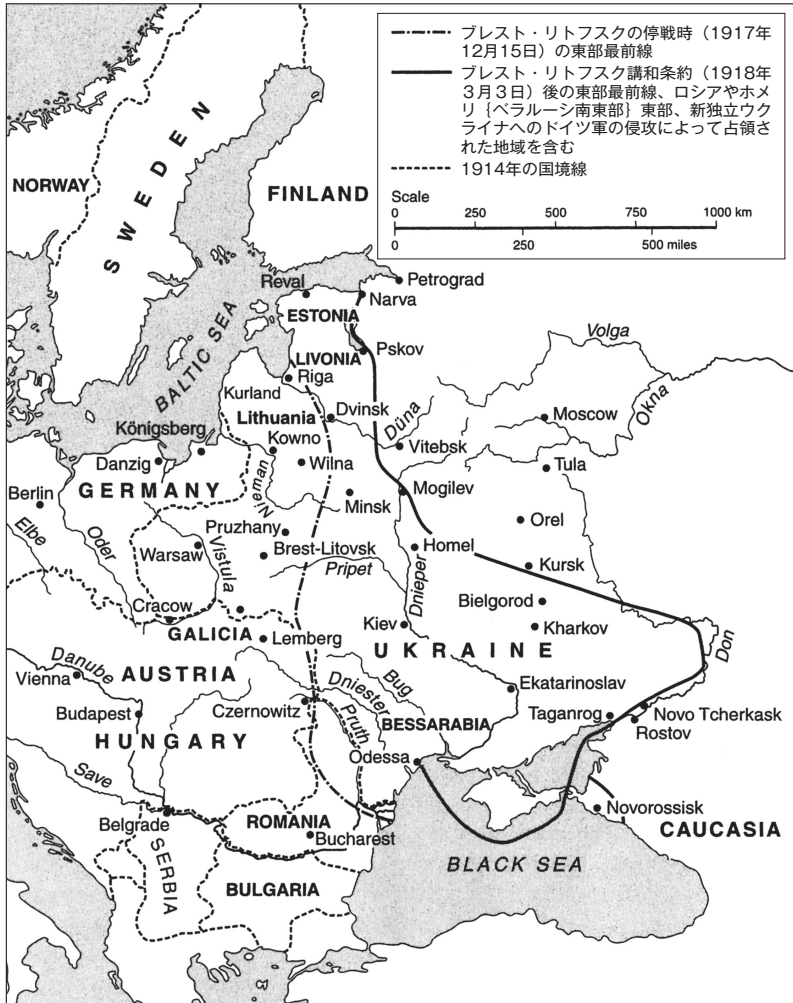 ブレスト・リトフスクの停戦時（1917年
12月15日）の東部最前線
ブレスト・リトフスク講和条約（1918年
3月3日）後の東部最前線、ロシアやホメ
リ｛ベラルーシ南東部｝東部、新独立ウク
ライナへのドイツ軍の侵攻によって占領さ
れた地域を含む
1914年の国境線
Scale
0 250 500 750 1000 km
0 250 500 miles
NORWAY
SWEDEN
FINLAND
Petrograd
Reval
Narva
ESTONIA
BALTIC SEA
Pskov
LIVONIA
Riga
Volga
Okna
Kurland
Lithuania
Dvinsk
Düna
Moscow
Königsberg
Kowno
Vitebsk
Danzig
Wilna
Tula
GERMANY
Nieman
Mogilev
Berlin
Minsk
Elbe
Oder
Orel
Pruzhany
Warsaw
Vistula
Brest-Litovsk
Homel
Pripet
Dnieper
Kursk
Cracow
Bielgorod
GALICIA
Lemberg
Kiev
Kharkov
UKRAINE
Don
Danube
AUSTRIA
Vienna
Bug
Dniester
Ekatarinoslav
Budapest
Czernowitz
Pruth
BESSARABIA
Taganrog
Novo Tcherkask
Rostov
HUNGARY
Odessa
Save
Belgrade
ROMANIA
Bucharest
Novorossisk
CAUCASIA
SERBIA
BLACK SEA
BULGARIA